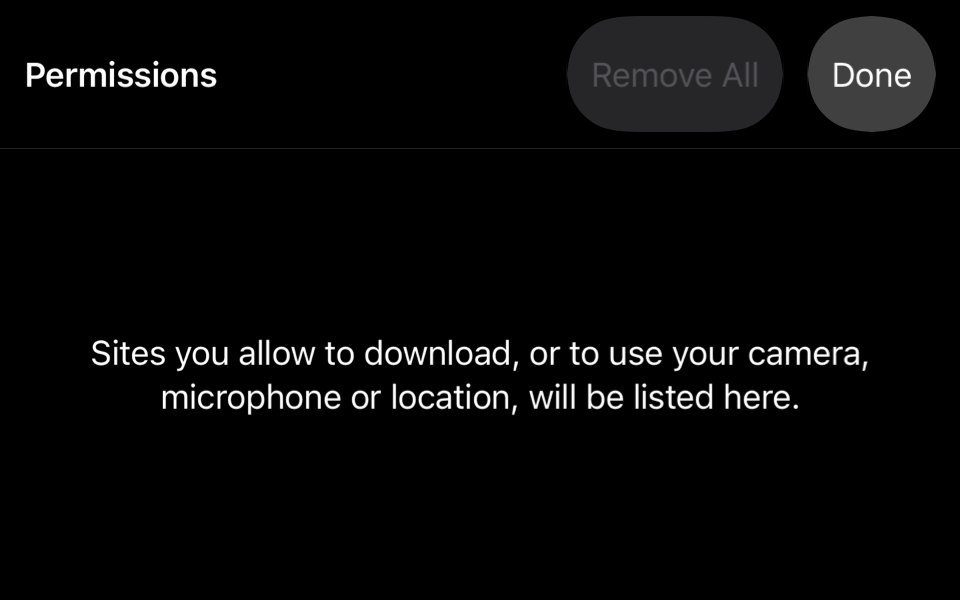 Permissions
Remove All
Done
Sites you allow to download, or to use your camera,
microphone or location, will be listed here.